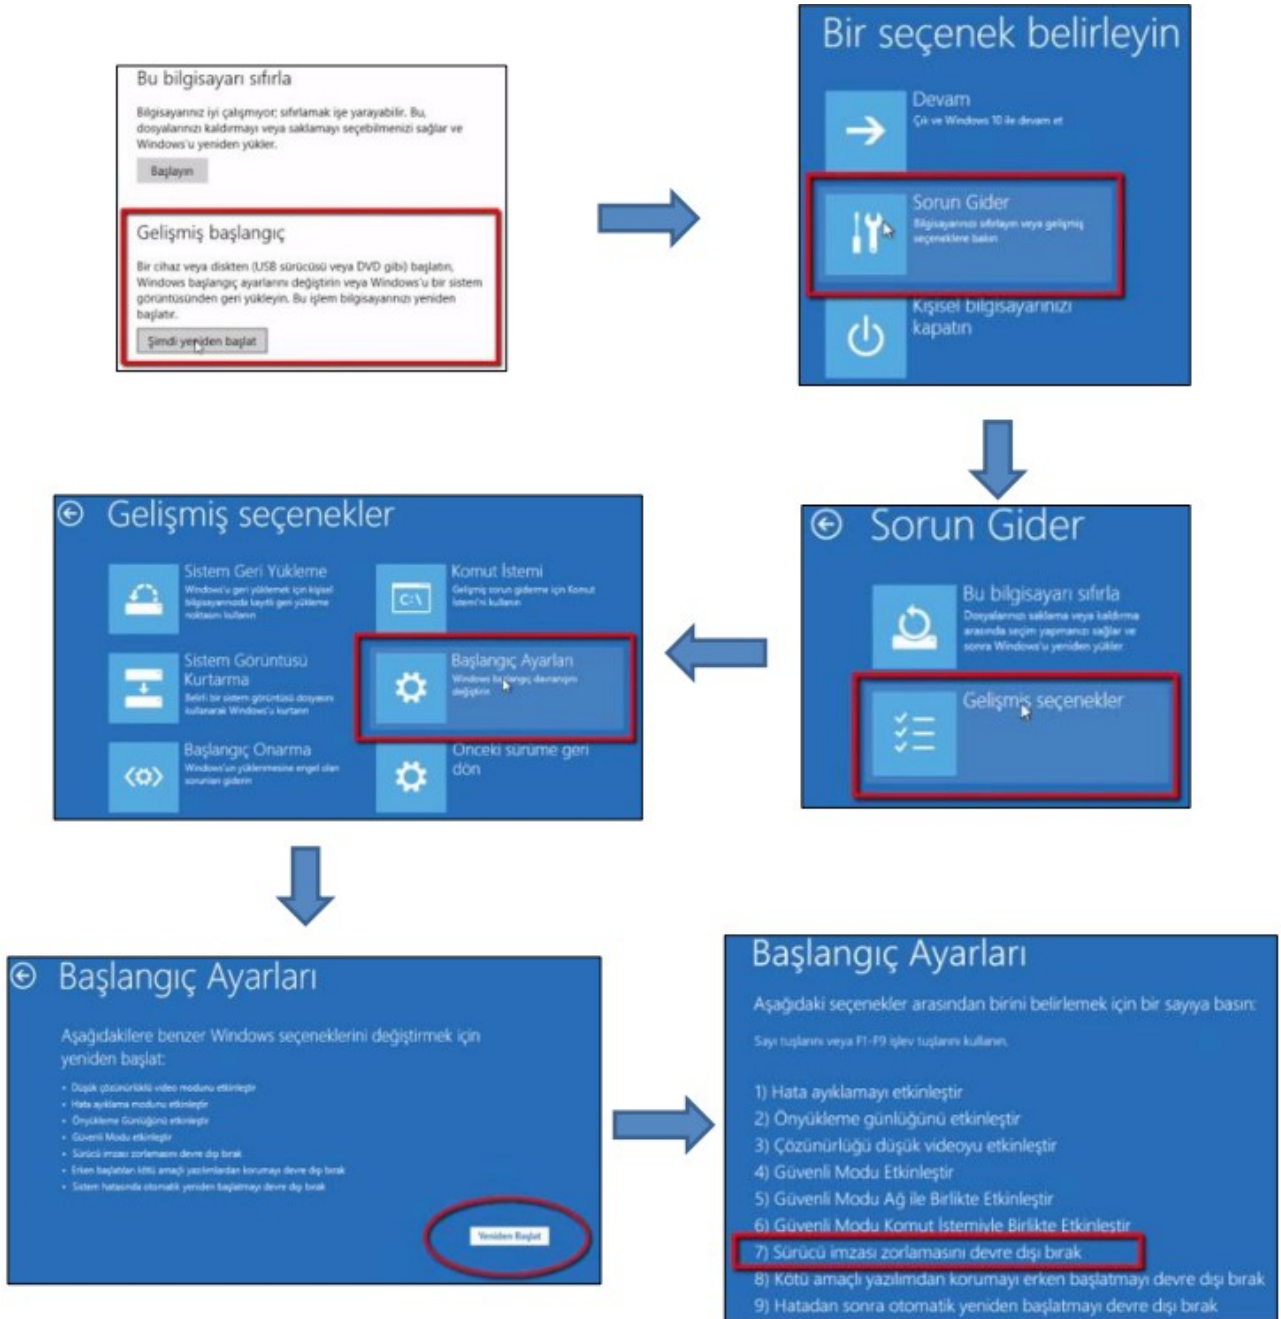 Bu bilgisayarı sıfırla
Bilgisayarınız iyi çalışmıyor; sıfırlamak işe yarayabilir. Bu,
dosyalarınızı kaldırmayı veya saklamayı seçebilmenizi sağlar ve
Windows'u yeniden yükler.
Başlayın
Gelişmiş başlangıç
Bir cihaz veya diskten (USB sürücüsü veya DVD gibi) başlatın,
Windows başlangıç ayarlarını değiştirin veya Windows'u bir sistem
görüntüsünden geri yükleyin. Bu işlem bilgisayarınızı yeniden
başlatır.
Şimdi yeniden başlat
Bir seçenek belirleyin
Devam
Çık ve Windows 10 ile devam et
Sorun Gider
Bilgisayarınızı sıfırlayın veya gelişmiş
seçeneklere bakın
Kişisel bilgisayarınızı
kapatın
Sorun Gider
Bu bilgisayarı sıfırla
Dosyalarınızı saklama veya kaldırma
arasında seçim yapmanızı sağlar ve
sonra Windows'u yeniden yükler.
Gelişmiş seçenekler
Gelişmiş seçenekler
Sistem Geri Yükleme
Windows'u geri yüklemek için kişisel
bilgisayarınızda kayıtlı geri yükleme
noktasını kullanın
Komut İstemi
Gelişmiş sorun giderme için Komut
İstemi'ni kullanın
Sistem Görüntüsü
Kurtarma
Belirli bir sistem görüntüsü dosyasını
kullanarak Windows'u kurtarın
Başlangıç Ayarları
Windows başlangıç davranışını
değiştirin
Başlangıç Onarma
Windows'un yüklenmesine engel olan
sorunları giderin
Önceki sürüme geri
dön
Başlangıç Ayarları
Aşağıdakilere benzer Windows seçeneklerini değiştirmek için
yeniden başlat:
• Düşük çözünürlüklü video modunu etkinleştir
• Hata ayıklama modunu etkinleştir
• Önyükleme Günlüğünü etkinleştir
• Güvenli Modu etkinleştir
• Sürücü imzası zorlamasını devre dışı bırak
• Erken başlatılan kötü amaçlı yazılımlardan korumayı devre dışı bırak
• Sistem hatasında otomatik yeniden başlatmayı devre dışı bırak
Yeniden Başlat
Başlangıç Ayarları
Aşağıdaki seçenekler arasından birini belirlemek için bir sayıya basın:
Sayı tuşlarını veya F1-F9 işlev tuşlarını kullanın.
1) Hata ayıklamayı etkinleştir
2) Önyükleme günlüğünü etkinleştir
3) Çözünürlüğü düşük videoyu etkinleştir
4) Güvenli Modu Etkinleştir
5) Güvenli Modu Ağ ile Birlikte Etkinleştir
6) Güvenli Modu Komut İstemiyle Birlikte Etkinleştir
7) Sürücü imzası zorlamasını devre dışı bırak
8) Kötü amaçlı yazılımdan korumayı erken başlatmayı devre dışı bırak
9) Hatadan sonra otomatik yeniden başlatmayı devre dışı bırak
C:\